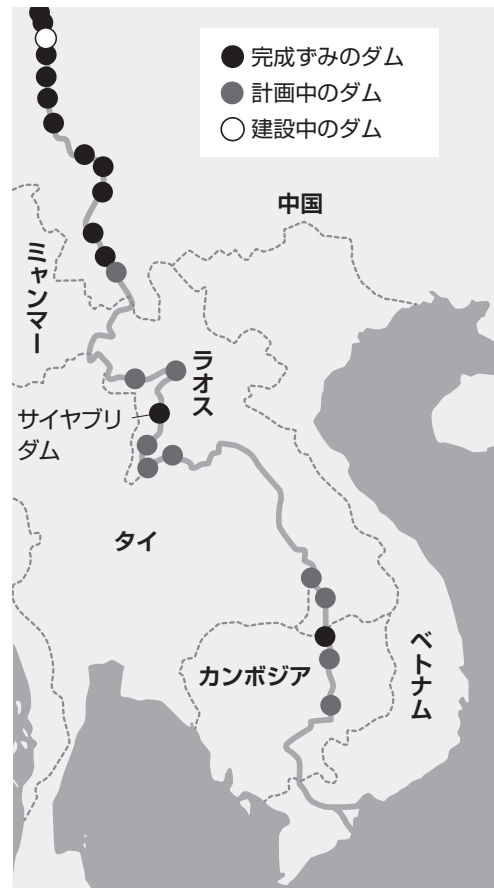 完成ずみのダム
計画中のダム
建設中のダム
中国
ミャンマー
ラオス
サイヤブリ
ダム
タイ
カンボジア
ベトナム